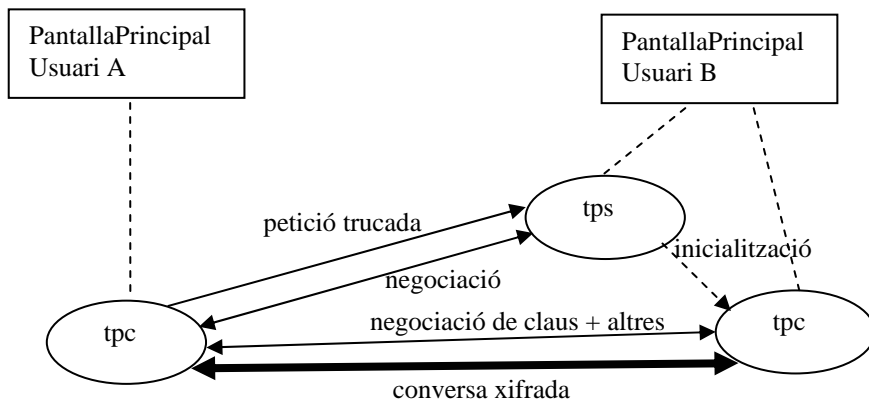 PantallaPrincipal
Usuari A
PantallaPrincipal
Usuari B
tps
petició trucada
inicialització
negociació
tpc
negociació de claus + altres
tpc
conversa xifrada